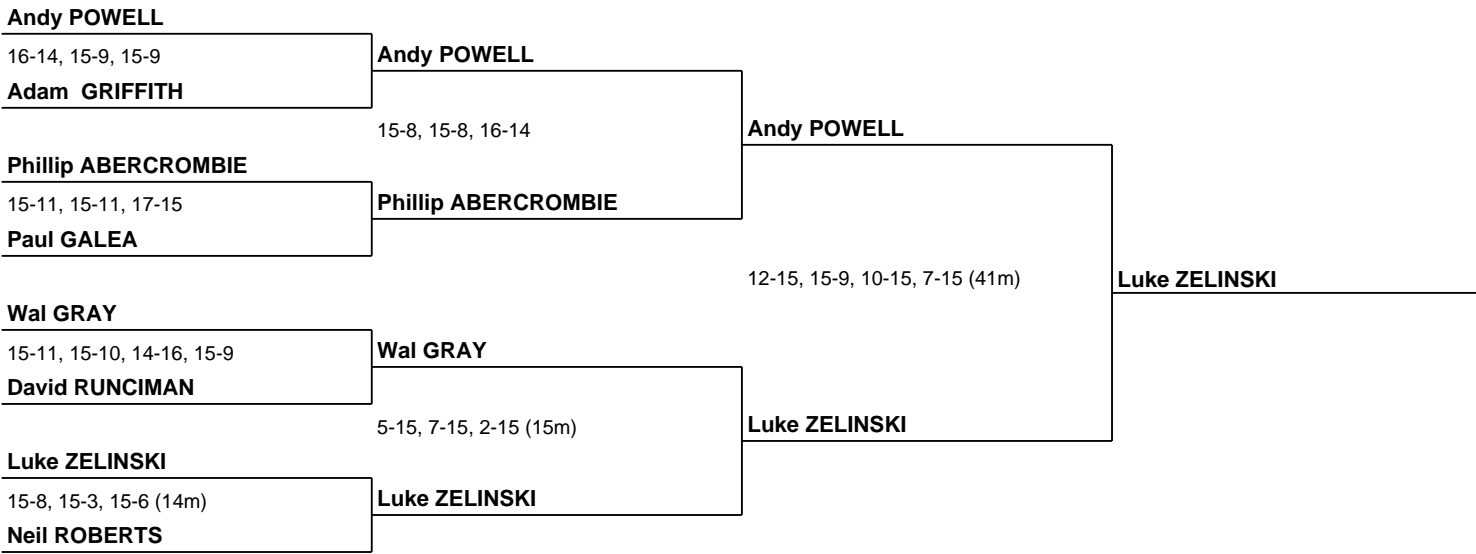 Andy POWELL
16-14, 15-9, 15-9
Andy POWELL
Adam  GRIFFITH
15-8, 15-8, 16-14
Andy POWELL
Phillip ABERCROMBIE
15-11, 15-11, 17-15
Phillip ABERCROMBIE
Paul GALEA
12-15, 15-9, 10-15, 7-15 (41m)
Luke ZELINSKI
Wal GRAY
15-11, 15-10, 14-16, 15-9
Wal GRAY
David RUNCIMAN
5-15, 7-15, 2-15 (15m)
Luke ZELINSKI
Luke ZELINSKI
15-8, 15-3, 15-6 (14m)
Luke ZELINSKI
Neil ROBERTS